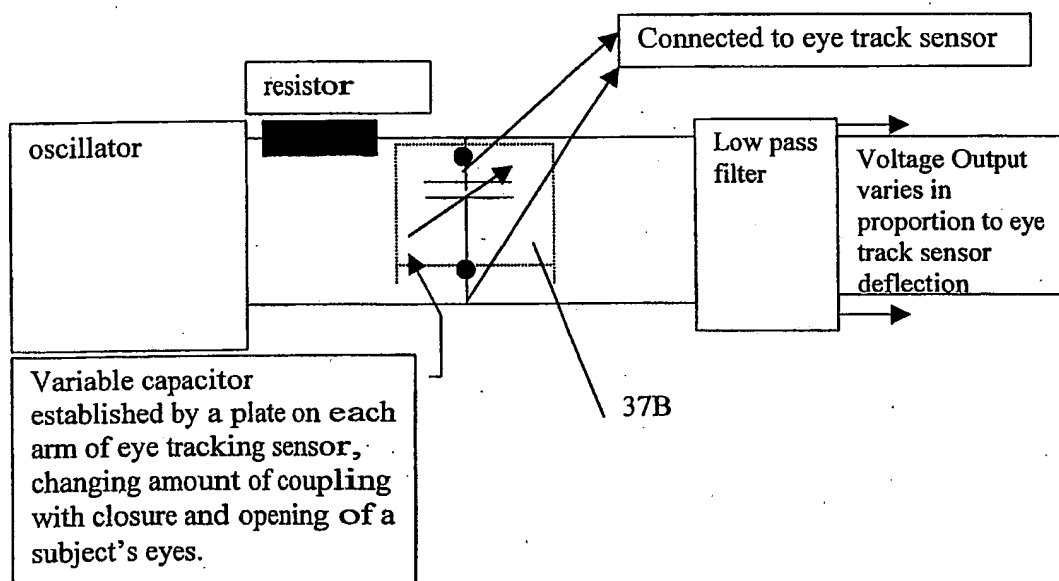 Connected to eye track sensor
resistor
oscillator
Low pass
filter
Voltage Output
varies in
proportion to eye
track sensor
deflection
37B
Variable capacitor
established by a plate on each
arm of eye tracking sensor,
changing amount of coupling
with closure and opening of a
subject's eyes.